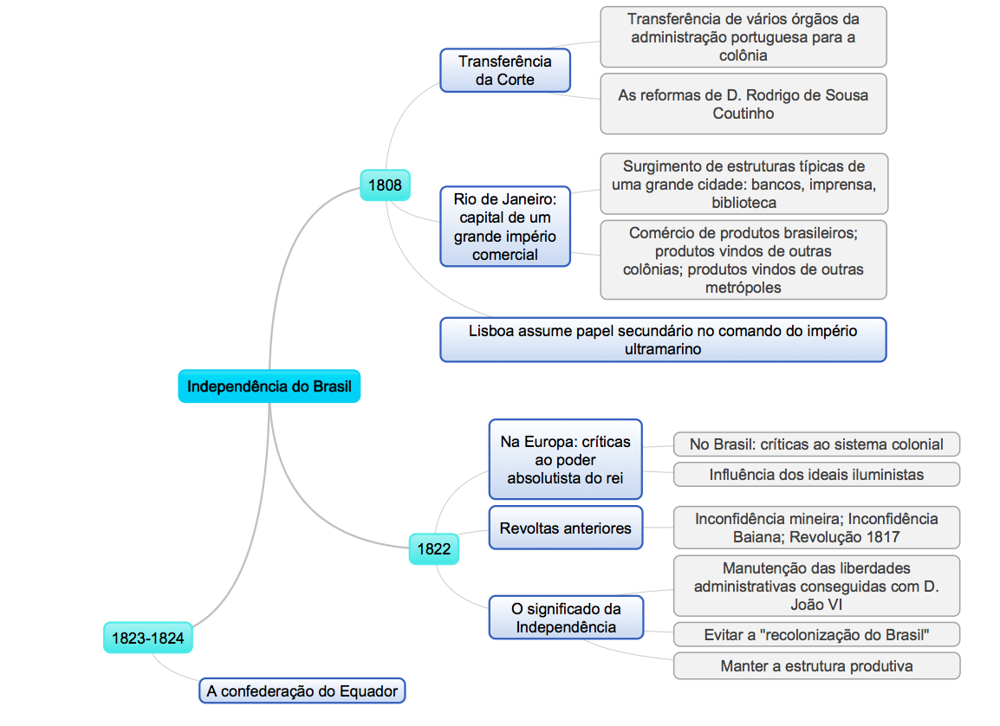 Transferência de vários órgãos da
administração portuguesa para a
colônia
Transferência
da Corte
As reformas de D. Rodrigo de Sousa
Coutinho
1808
Surgimento de estruturas típicas de
uma grande cidade: bancos, imprensa,
biblioteca
Rio de Janeiro:
capital de um
grande império
comercial
Comércio de produtos brasileiros;
produtos vindos de outras
colônias; produtos vindos de outras
metrópoles
Lisboa assume papel secundário no comando do império
ultramarino
Independência do Brasil
Na Europa: críticas
ao poder
absolutista do rei
No Brasil: críticas ao sistema colonial
Influência dos ideais iluministas
Revoltas anteriores
Inconfidência mineira; Inconfidência
Baiana; Revolução 1817
1822
Manutenção das liberdades
administrativas conseguidas com D.
João VI
O significado da
Independência
Evitar a "recolonização do Brasil"
Manter a estrutura produtiva
1823-1824
A confederação do Equador